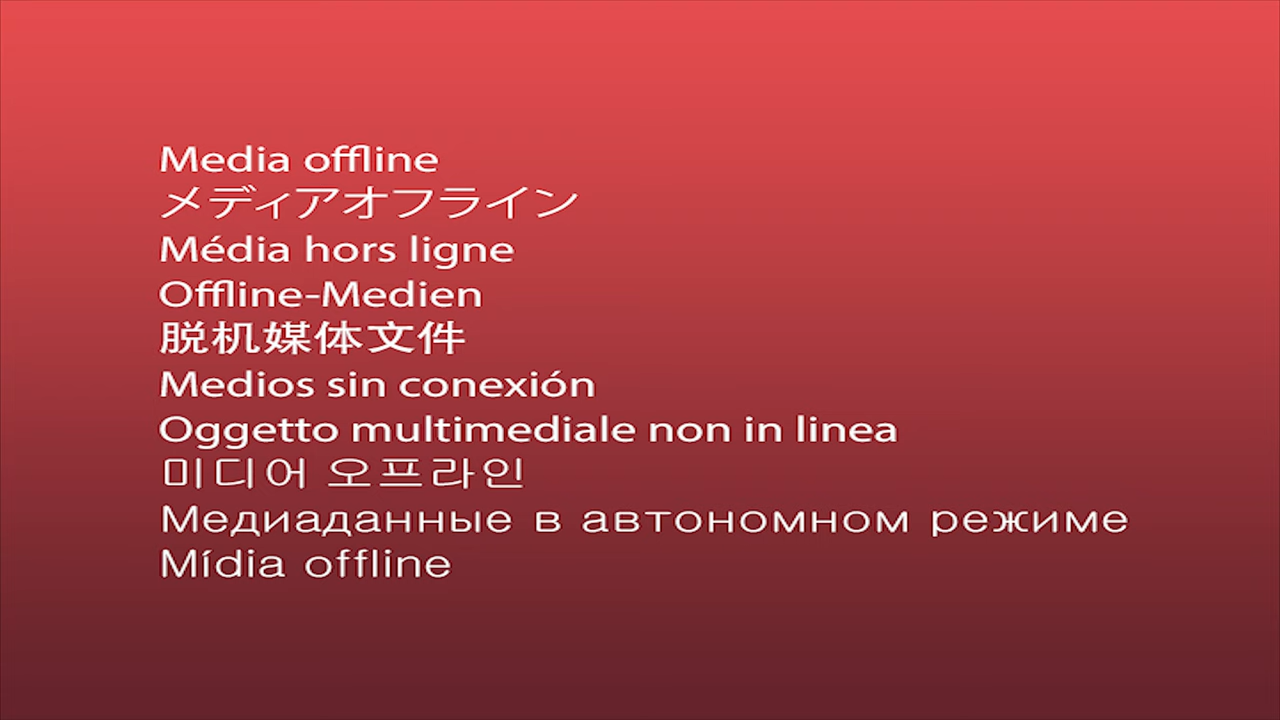 Media offline
メディアオフライン
Média hors ligne
Offline-Medien
脱机媒体文件
Medios sin conexión
Oggetto multimediale non in linea
미디어 오프라인
Медиаданные в автономном режиме
Mídia offline